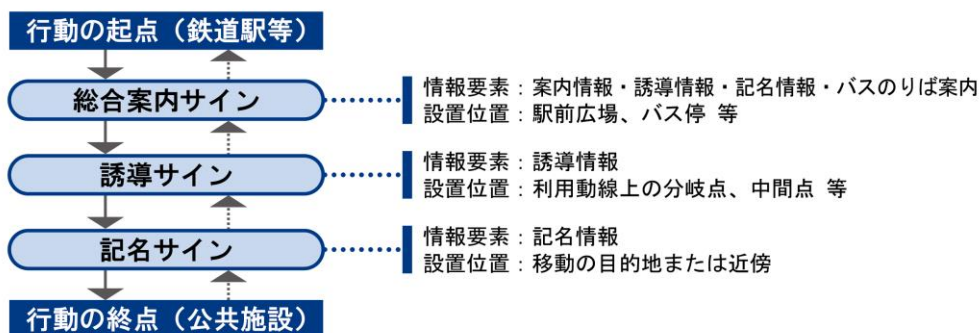 行動の起点（鉄道駅等）
総合案内サイン
情報要素：案内情報・誘導情報・記名情報・バスのりば案内
設置位置：駅前広場、バス停 等
誘導サイン
情報要素：誘導情報
設置位置：利用動線上の分岐点、中間点 等
記名サイン
情報要素：記名情報
設置位置：移動の目的地または近傍
行動の終点（公共施設）